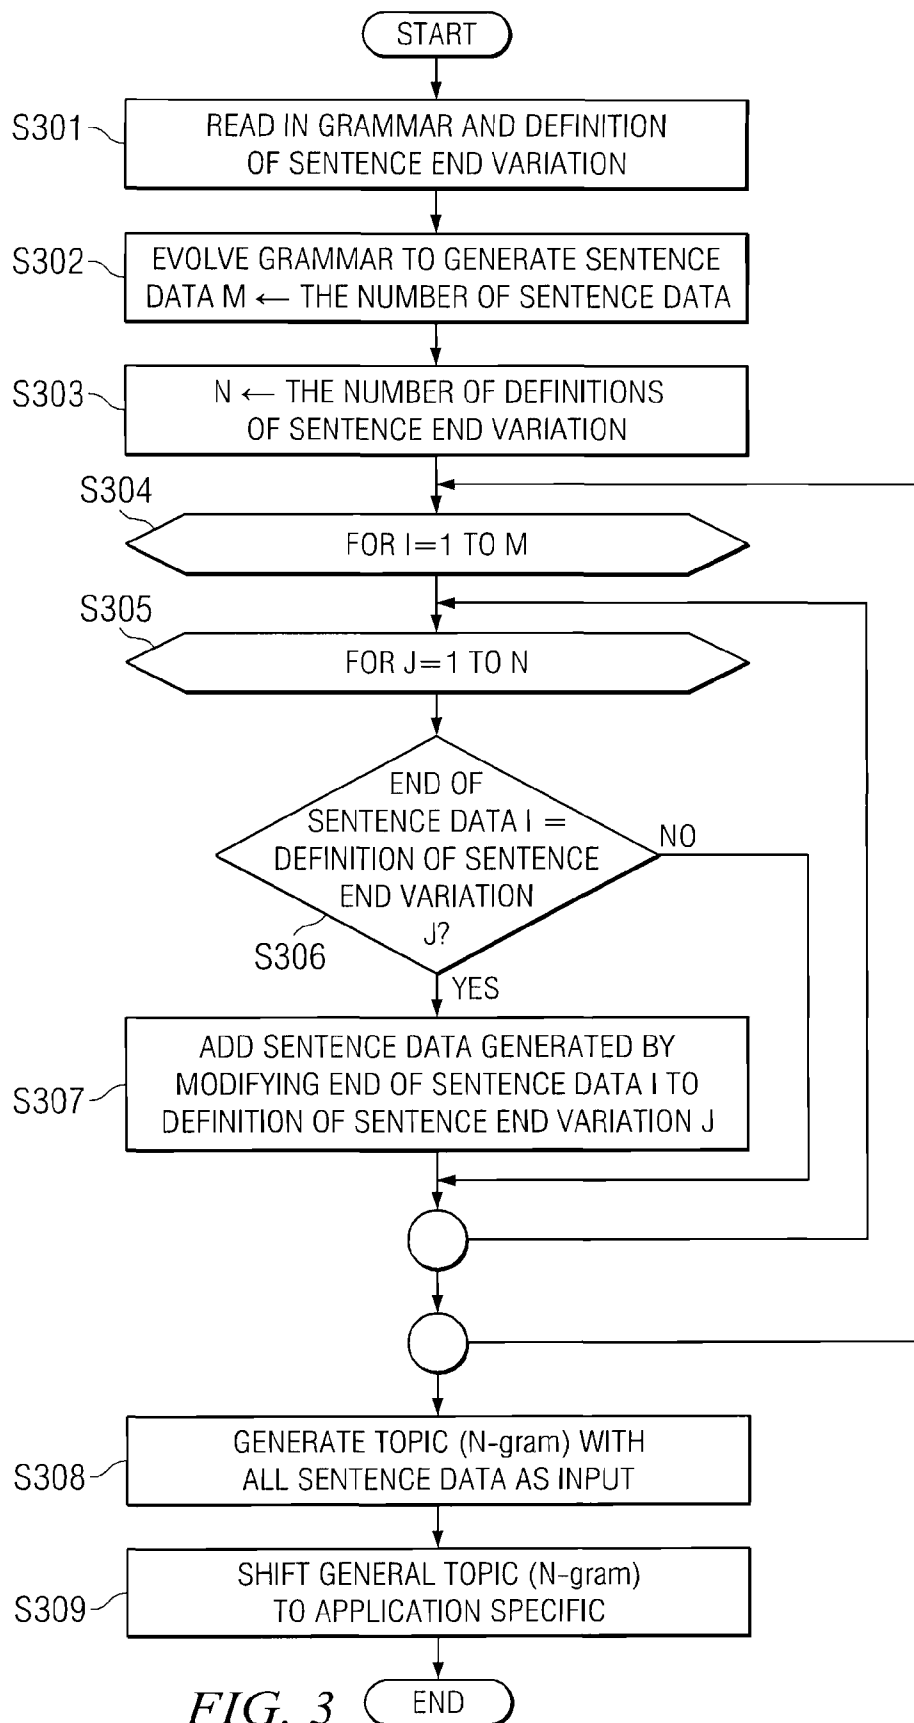 START
S301
READ IN GRAMMAR AND DEFINITION
OF SENTENCE END VARIATION
S302
EVOLVE GRAMMAR TO GENERATE SENTENCE
DATA M ← THE NUMBER OF SENTENCE DATA
S303
N ← THE NUMBER OF DEFINITIONS
OF SENTENCE END VARIATION
S304
FOR I=1 TO M
S305
FOR J=1 TO N
END OF
SENTENCE DATA I =
DEFINITION OF SENTENCE
END VARIATION
J?
NO
S306
YES
S307
ADD SENTENCE DATA GENERATED BY
MODIFYING END OF SENTENCE DATA I TO
DEFINITION OF SENTENCE END VARIATION J
S308
GENERATE TOPIC (N-gram) WITH
ALL SENTENCE DATA AS INPUT
S309
SHIFT GENERAL TOPIC (N-gram)
TO APPLICATION SPECIFIC
FIG. 3
END